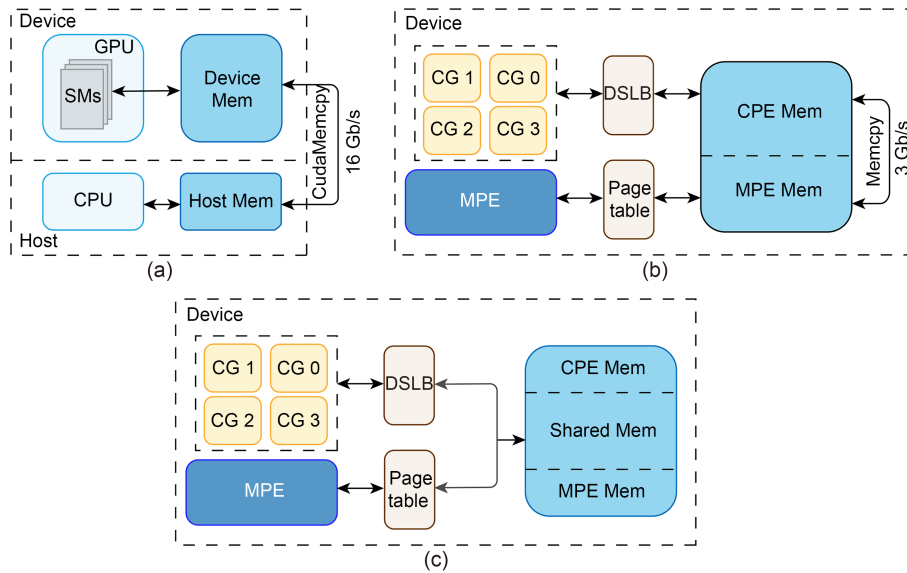 Device
GPU
SMs
Device
Mem
CudaMemcpy
16 Gb/s
CPU
Host Mem
Host
(a)
Device
CG 1
CG 0
CG 2
CG 3
DSLB
CPE Mem
MPE
Page
table
MPE Mem
Memcpy
3 Gb/s
(b)
Device
CG 1
CG 0
CG 2
CG 3
DSLB
MPE
Page
table
CPE Mem
Shared Mem
MPE Mem
(c)